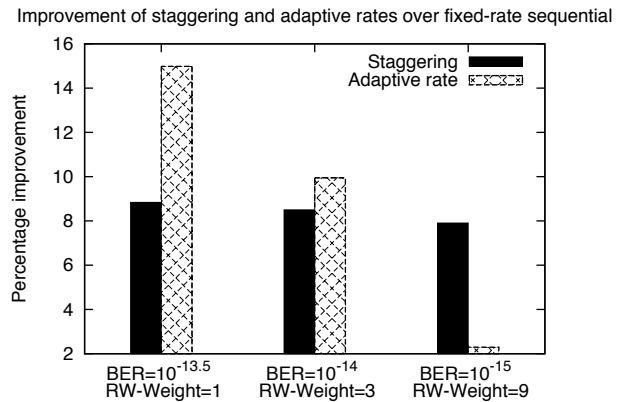 Improvement of staggering and adaptive rates over fixed-rate sequential
16
14
12
10
8
6
4
2
Percentage improvement
Staggering
Adaptive rate
BER=10^-13.5
RW-Weight=1
BER=10^-14
RW-Weight=3
BER=10^-15
RW-Weight=9